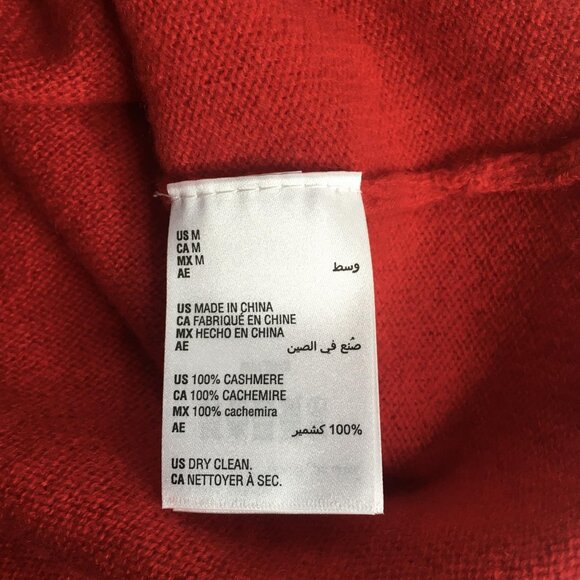 US M
CA M
MX M
AE وسط
US MADE IN CHINA
CA FABRIQUÉ EN CHINE
MX HECHO EN CHINA
AE صُنع في الصين
US 100% CASHMERE
CA 100% CACHEMIRE
MX 100% cachemira
AE 100% كشمير
US DRY CLEAN.
CA NETTOYER À SEC.